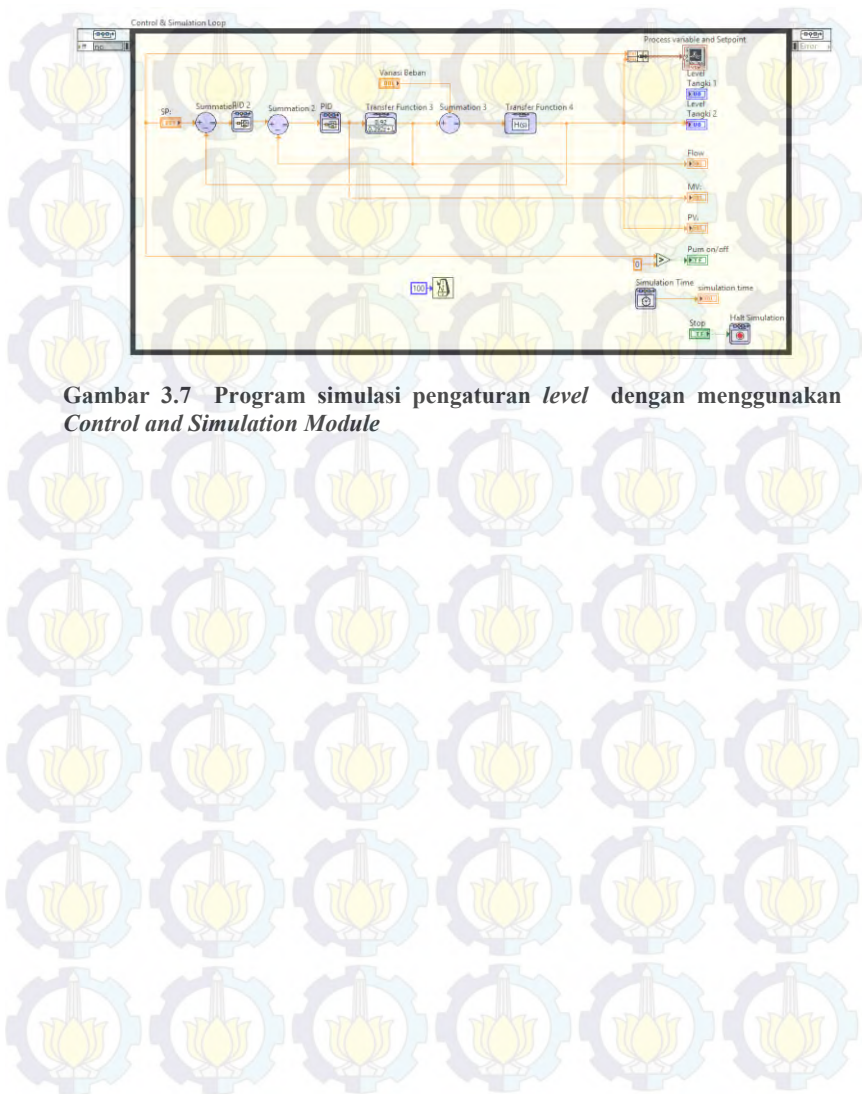 Control & Simulation Loop
Error
Process variable and Setpoint
Variasi Beban
Level
Tangki 1
Level
Tangki 2
SP:
Summation
PID 2
Summation 2
PID
Transfer Function 3
Summation 3
Transfer Function 4
H(s)
Flow
MV:
PV:
Pum on/off
0
100
Simulation Time
simulation time
Stop
Halt Simulation
Gambar 3.7 Program simulasi pengaturan level dengan menggunakan
Control and Simulation Module